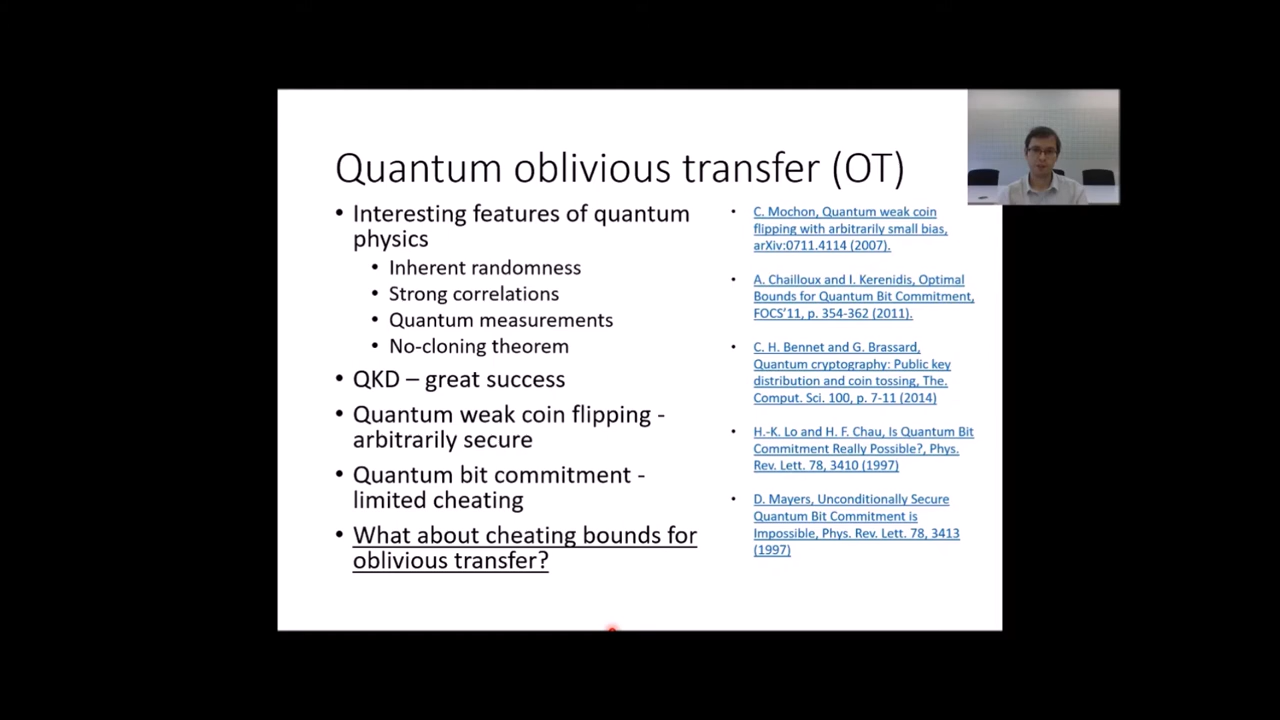 Quantum oblivious transfer (OT)
• Interesting features of quantum
physics
• Inherent randomness
• Strong correlations
• Quantum measurements
• No-cloning theorem
• QKD – great success
• Quantum weak coin flipping -
arbitrarily secure
• Quantum bit commitment -
limited cheating
• What about cheating bounds for
oblivious transfer?
• C. Mochon, Quantum weak coin
flipping with arbitrarily small bias,
arXiv:0711.4114 (2007).
• A. Chailloux and I. Kerenidis, Optimal
Bounds for Quantum Bit Commitment,
FOCS'11, p. 354-362 (2011).
• C. H. Bennet and G. Brassard,
Quantum cryptography: Public key
distribution and coin tossing, The.
Comput. Sci. 100, p. 7-11 (2014)
• H.-K. Lo and H. F. Chau, Is Quantum Bit
Commitment Really Possible?, Phys.
Rev. Lett. 78, 3410 (1997)
• D. Mayers, Unconditionally Secure
Quantum Bit Commitment is
Impossible, Phys. Rev. Lett. 78, 3413
(1997)